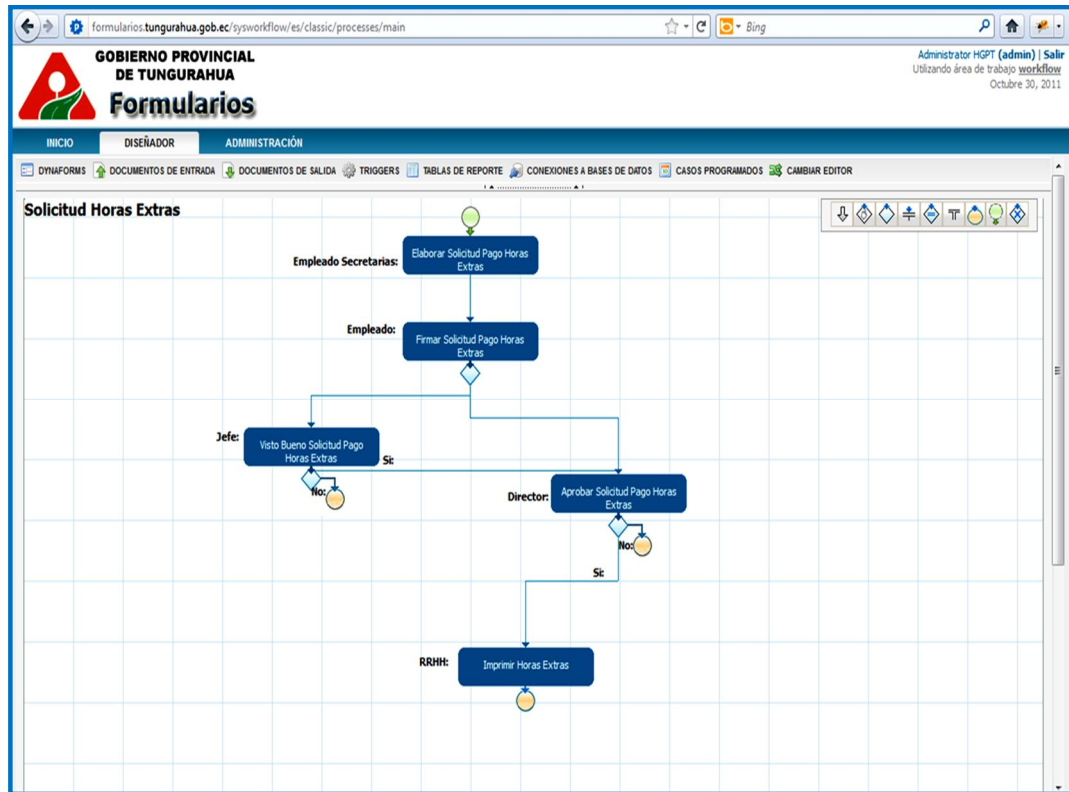 formularios.tungurahua.gob.ec/sysworkflow/es/classic/processes/main
Bing
GOBIERNO PROVINCIAL
DE TUNGURAHUA
Formularios
Administrator HGPT (admin) | Salir
Utilizando área de trabajo workflow
Octubre 30, 2011
INICIO DISEÑADOR ADMINISTRACIÓN
DYNAFORMS DOCUMENTOS DE ENTRADA DOCUMENTOS DE SALIDA TRIGGERS TABLAS DE REPORTE CONEXIONES A BASES DE DATOS CASOS PROGRAMADOS CAMBIAR EDITOR
Solicitud Horas Extras
Empleado Secretarias:
Elaborar Solicitud Pago Horas
Extras
Empleado:
Firmar Solicitud Pago Horas
Extras
Jefe:
Visto Bueno Solicitud Pago
Horas Extras
Si:
No:
Director:
Aprobar Solicitud Pago Horas
Extras
No:
Si:
RRHH:
Imprimir Horas Extras